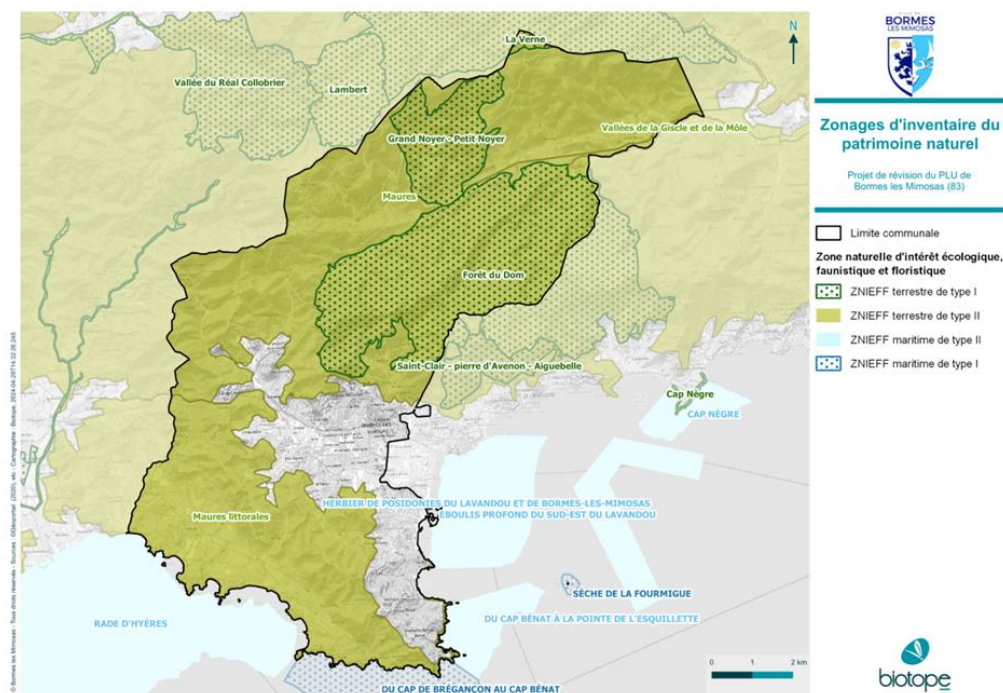 BORMES
LES MIMOSAS
Zonages d'inventaire du
patrimoine naturel
Projet de révision du PLU de
Bormes les Mimosas (83)
Limite communale
Zone naturelle d'intérêt écologique,
faunistique et floristique
ZNIEFF terrestre de type I
ZNIEFF terrestre de type II
ZNIEFF maritime de type II
ZNIEFF maritime de type I
N
La Verne
Vallée du Réal Collobrier
Lambert
Grand Noyer - Petit Noyer
Vallées de la Giscle et de la Môle
Maures
Forêt du Dom
Saint-Clair - pierre d'Avenon - Aiguebelle
Cap Nègre
CAP NÈGRE
HERBIER DE POSIDONIES DU LAVANDOU ET DE BORMES-LES-MIMOSAS
EBOULIS PROFOND DU SUD-EST DU LAVANDOU
Maures littorales
SÈCHE DE LA FOURMIGUE
RADE D'HYÈRES
DU CAP BÉNAT À LA POINTE DE L'ESQUILLETTE
DU CAP DE BRÉGANÇON AU CAP BÉNAT
0 1 2 km
biotope